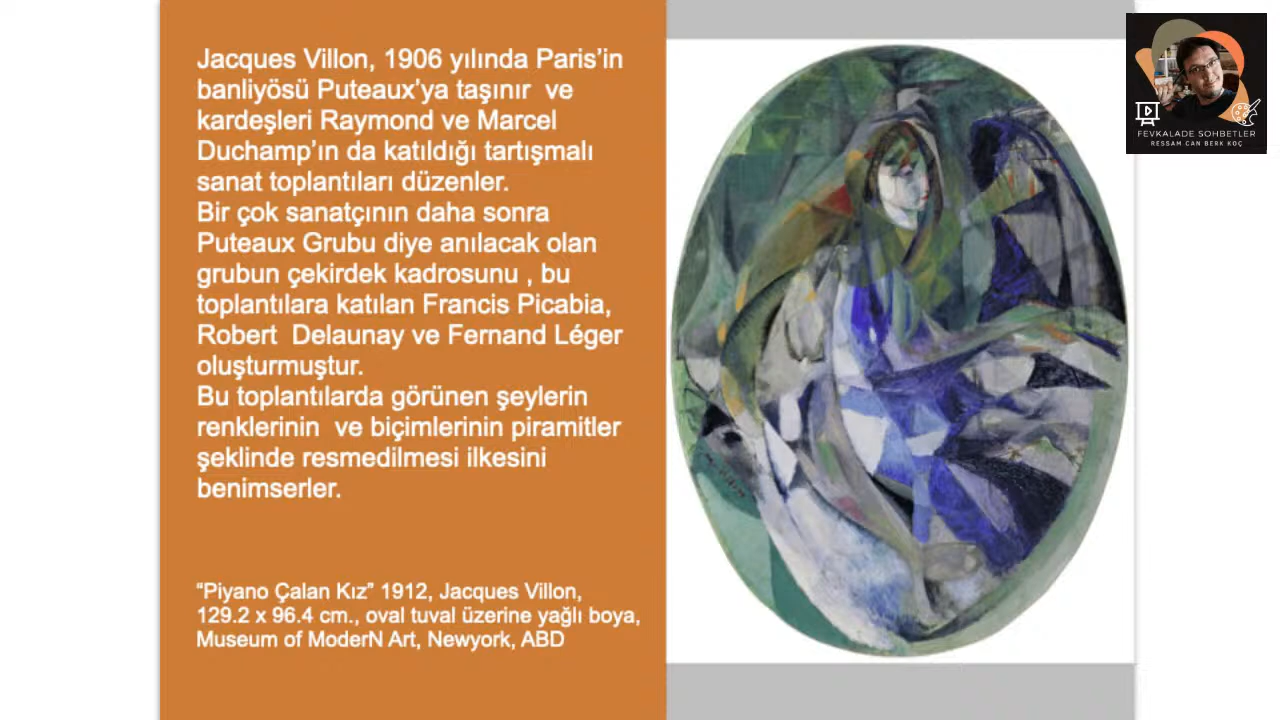 Jacques Villon, 1906 yılında Paris’in
banliyösü Puteaux’ya taşınır ve
kardeşleri Raymond ve Marcel
Duchamp’ın da katıldığı tartışmalı
sanat toplantıları düzenler.
Bir çok sanatçının daha sonra
Puteaux Grubu diye anılacak olan
grubun çekirdek kadrosunu , bu
toplantılara katılan Francis Picabia,
Robert Delaunay ve Fernand Léger
oluşturmuştur.
Bu toplantılarda görünen şeylerin
renklerinin ve biçimlerinin piramitler
şeklinde resmedilmesi ilkesini
benimserler.
“Piyano Çalan Kız” 1912, Jacques Villon,
129.2 x 96.4 cm., oval tuval üzerine yağlı boya,
Museum of ModerN Art, Newyork, ABD
FEVKALADE SOHBETLER
RESSAM CAN BERK KOÇ